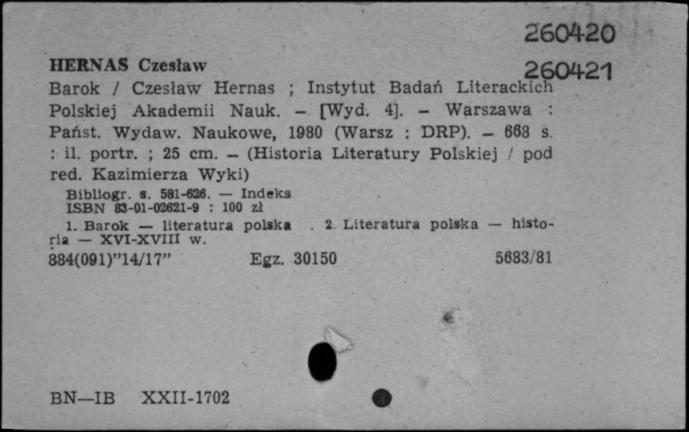 260420
HERNAS Czesław
260421
Barok / Czesław Hernas ; Instytut Badań Literackich
Polskiej Akademii Nauk. — [Wyd. 4]. — Warszawa :
Państ. Wydaw. Naukowe, 1980 (Warsz : DRP). — 668 s.
: il. portr. ; 25 cm. — (Historia Literatury Polskiej / pod
red. Kazimierza Wyki)
Bibliogr. s. 581-626. — Indeks
ISBN 83-01-02621-9 : 100 zł
1. Barok — literatura polska . 2. Literatura polska — histo-
ria — XVI-XVIII w.
884(091)"14/17" Egz. 30150 5683/81
BN—IB XXII-1702